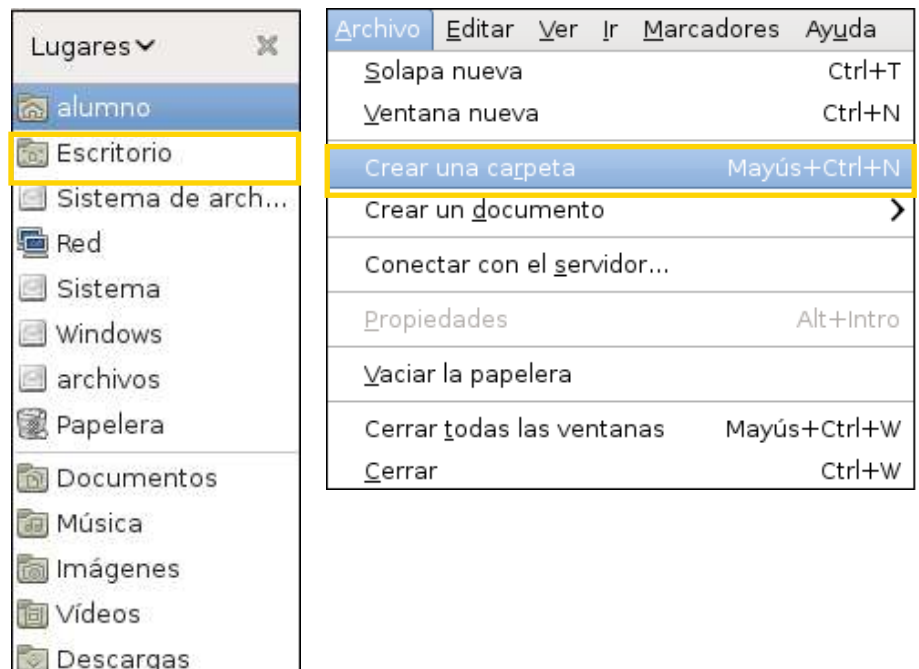 Lugares
alumno
Escritorio
Sistema de arch...
Red
Sistema
Windows
archivos
Papelera
Documentos
Música
Imágenes
Vídeos
Descargas
Archivo Editar Ver Ir Marcadores Ayuda
Solapa nueva Ctrl+T
Ventana nueva Ctrl+N
Crear una carpeta Mayús+Ctrl+N
Crear un documento
Conectar con el servidor...
Propiedades Alt+Intro
Vaciar la papelera
Cerrar todas las ventanas Mayús+Ctrl+W
Cerrar Ctrl+W